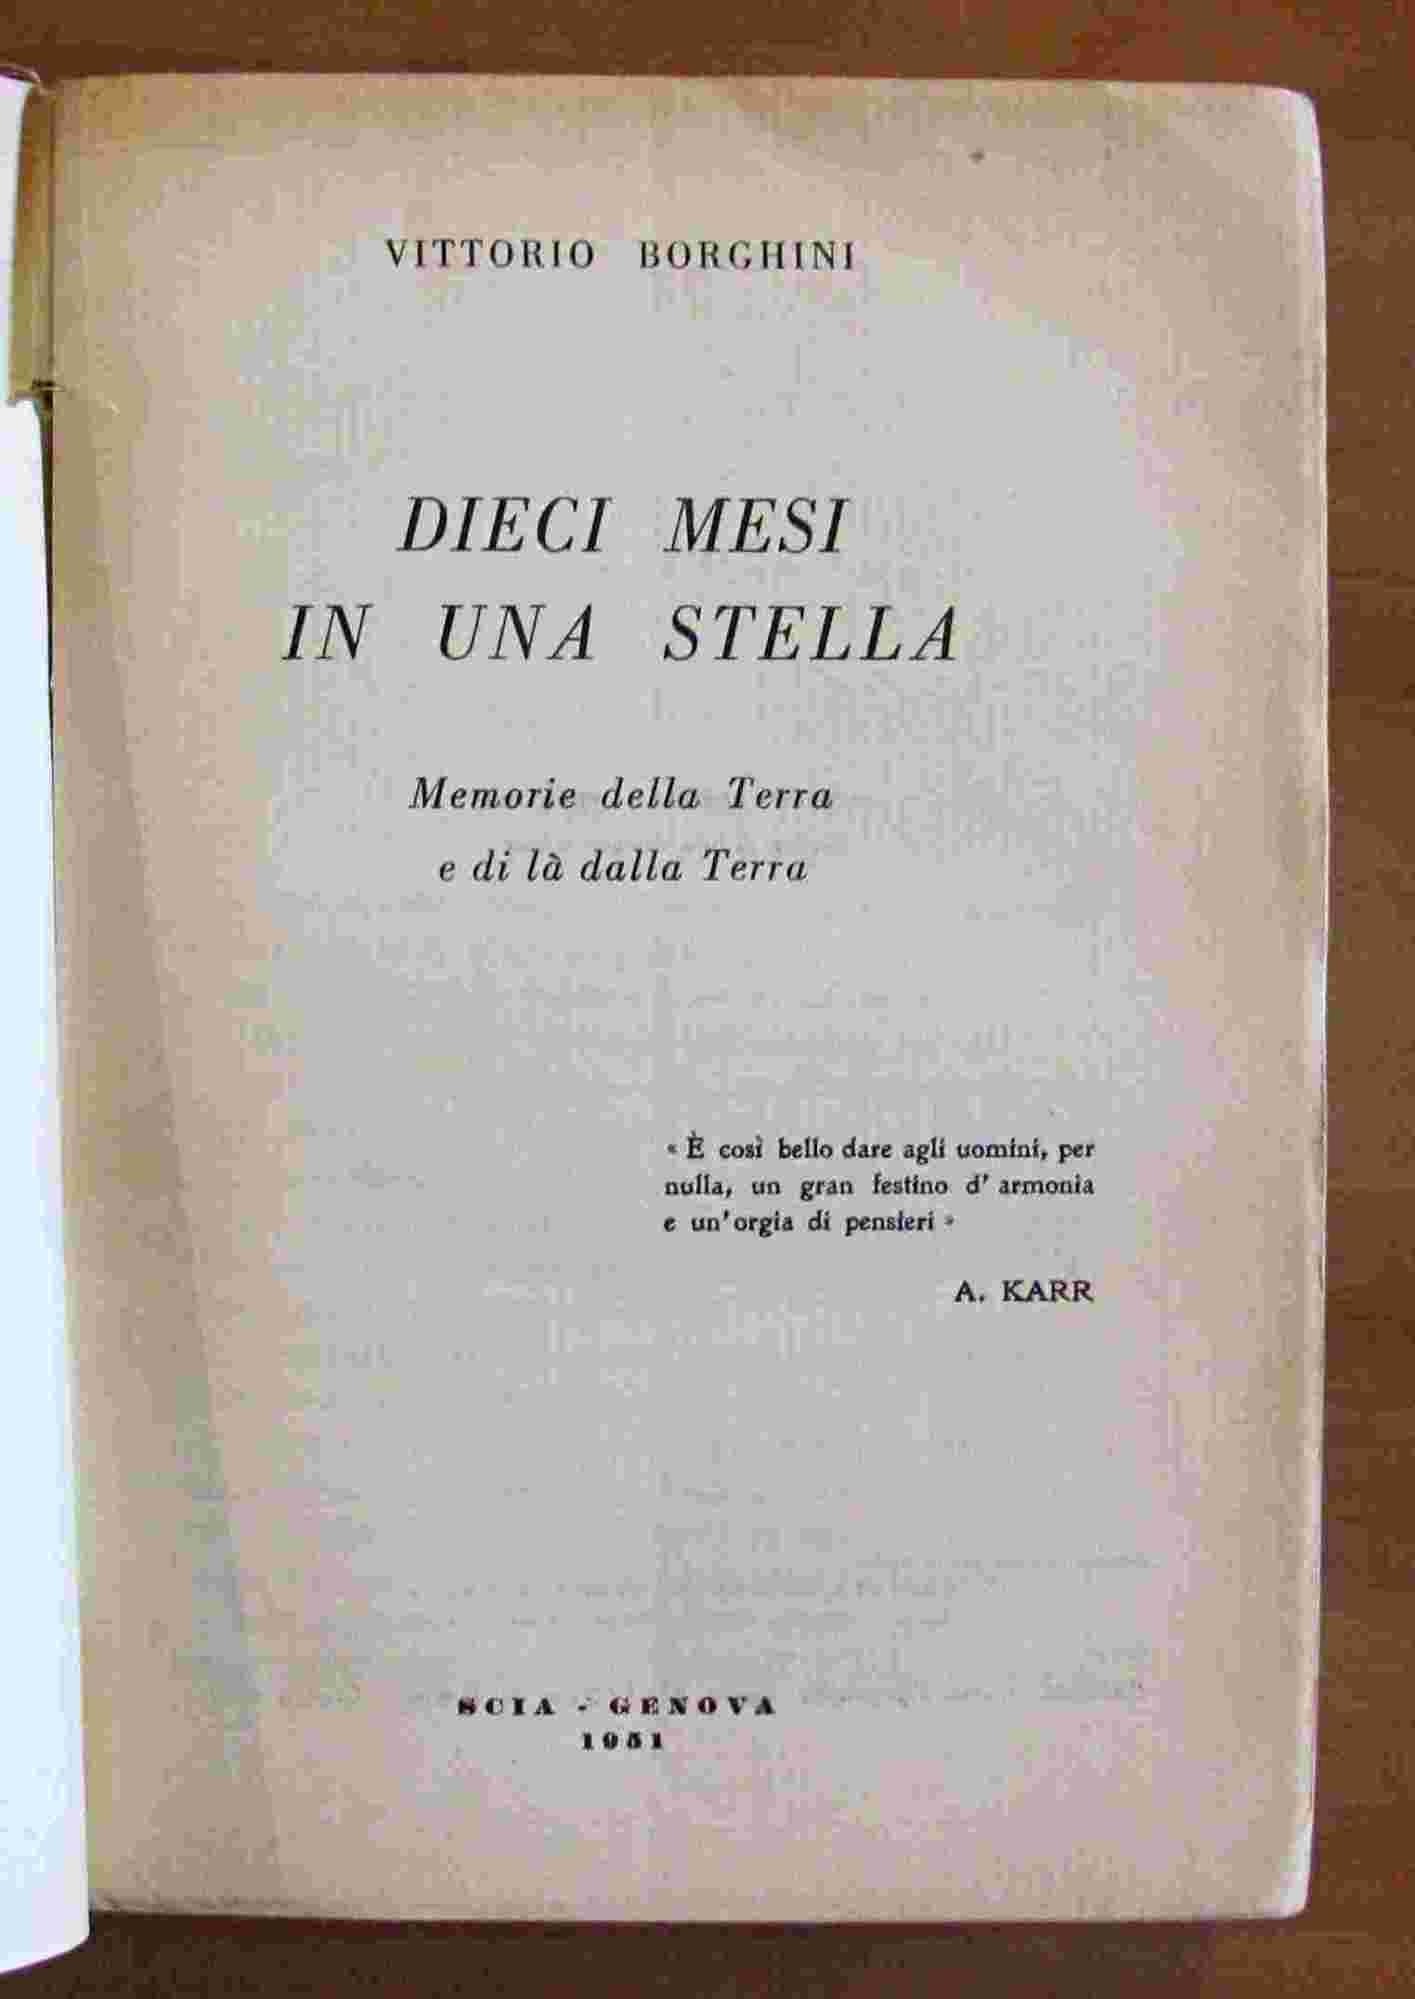 VITTORIO BORGHINI
DIECI MESI
IN UNA STELLA
Memorie della Terra
e di là dalla Terra
« È così bello dare agli uomini, per
nulla, un gran festino d' armonia
e un' orgia di pensieri »
A. KARR
SCIA - GENOVA
1951